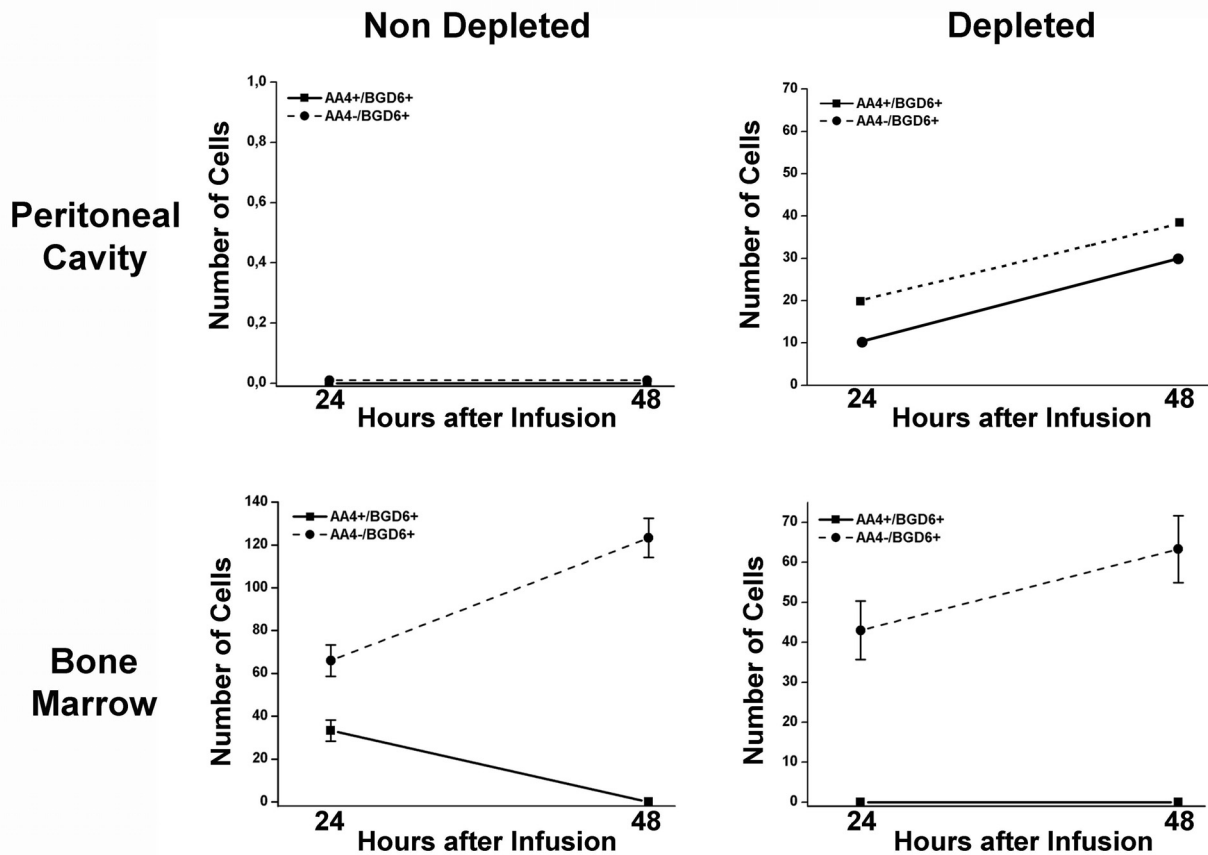 Non Depleted
Depleted
Peritoneal
Cavity
Number of Cells
1,0
0,8
0,6
0,4
0,2
0,0
AA4+/BGD6+
AA4-/BGD6+
24
48
Hours after Infusion
Number of Cells
70
60
50
40
30
20
10
0
AA4+/BGD6+
AA4-/BGD6+
24
48
Hours after Infusion
Bone
Marrow
Number of Cells
140
120
100
80
60
40
20
0
AA4+/BGD6+
AA4-/BGD6+
24
48
Hours after Infusion
Number of Cells
70
60
50
40
30
20
10
0
AA4+/BGD6+
AA4-/BGD6+
24
48
Hours after Infusion